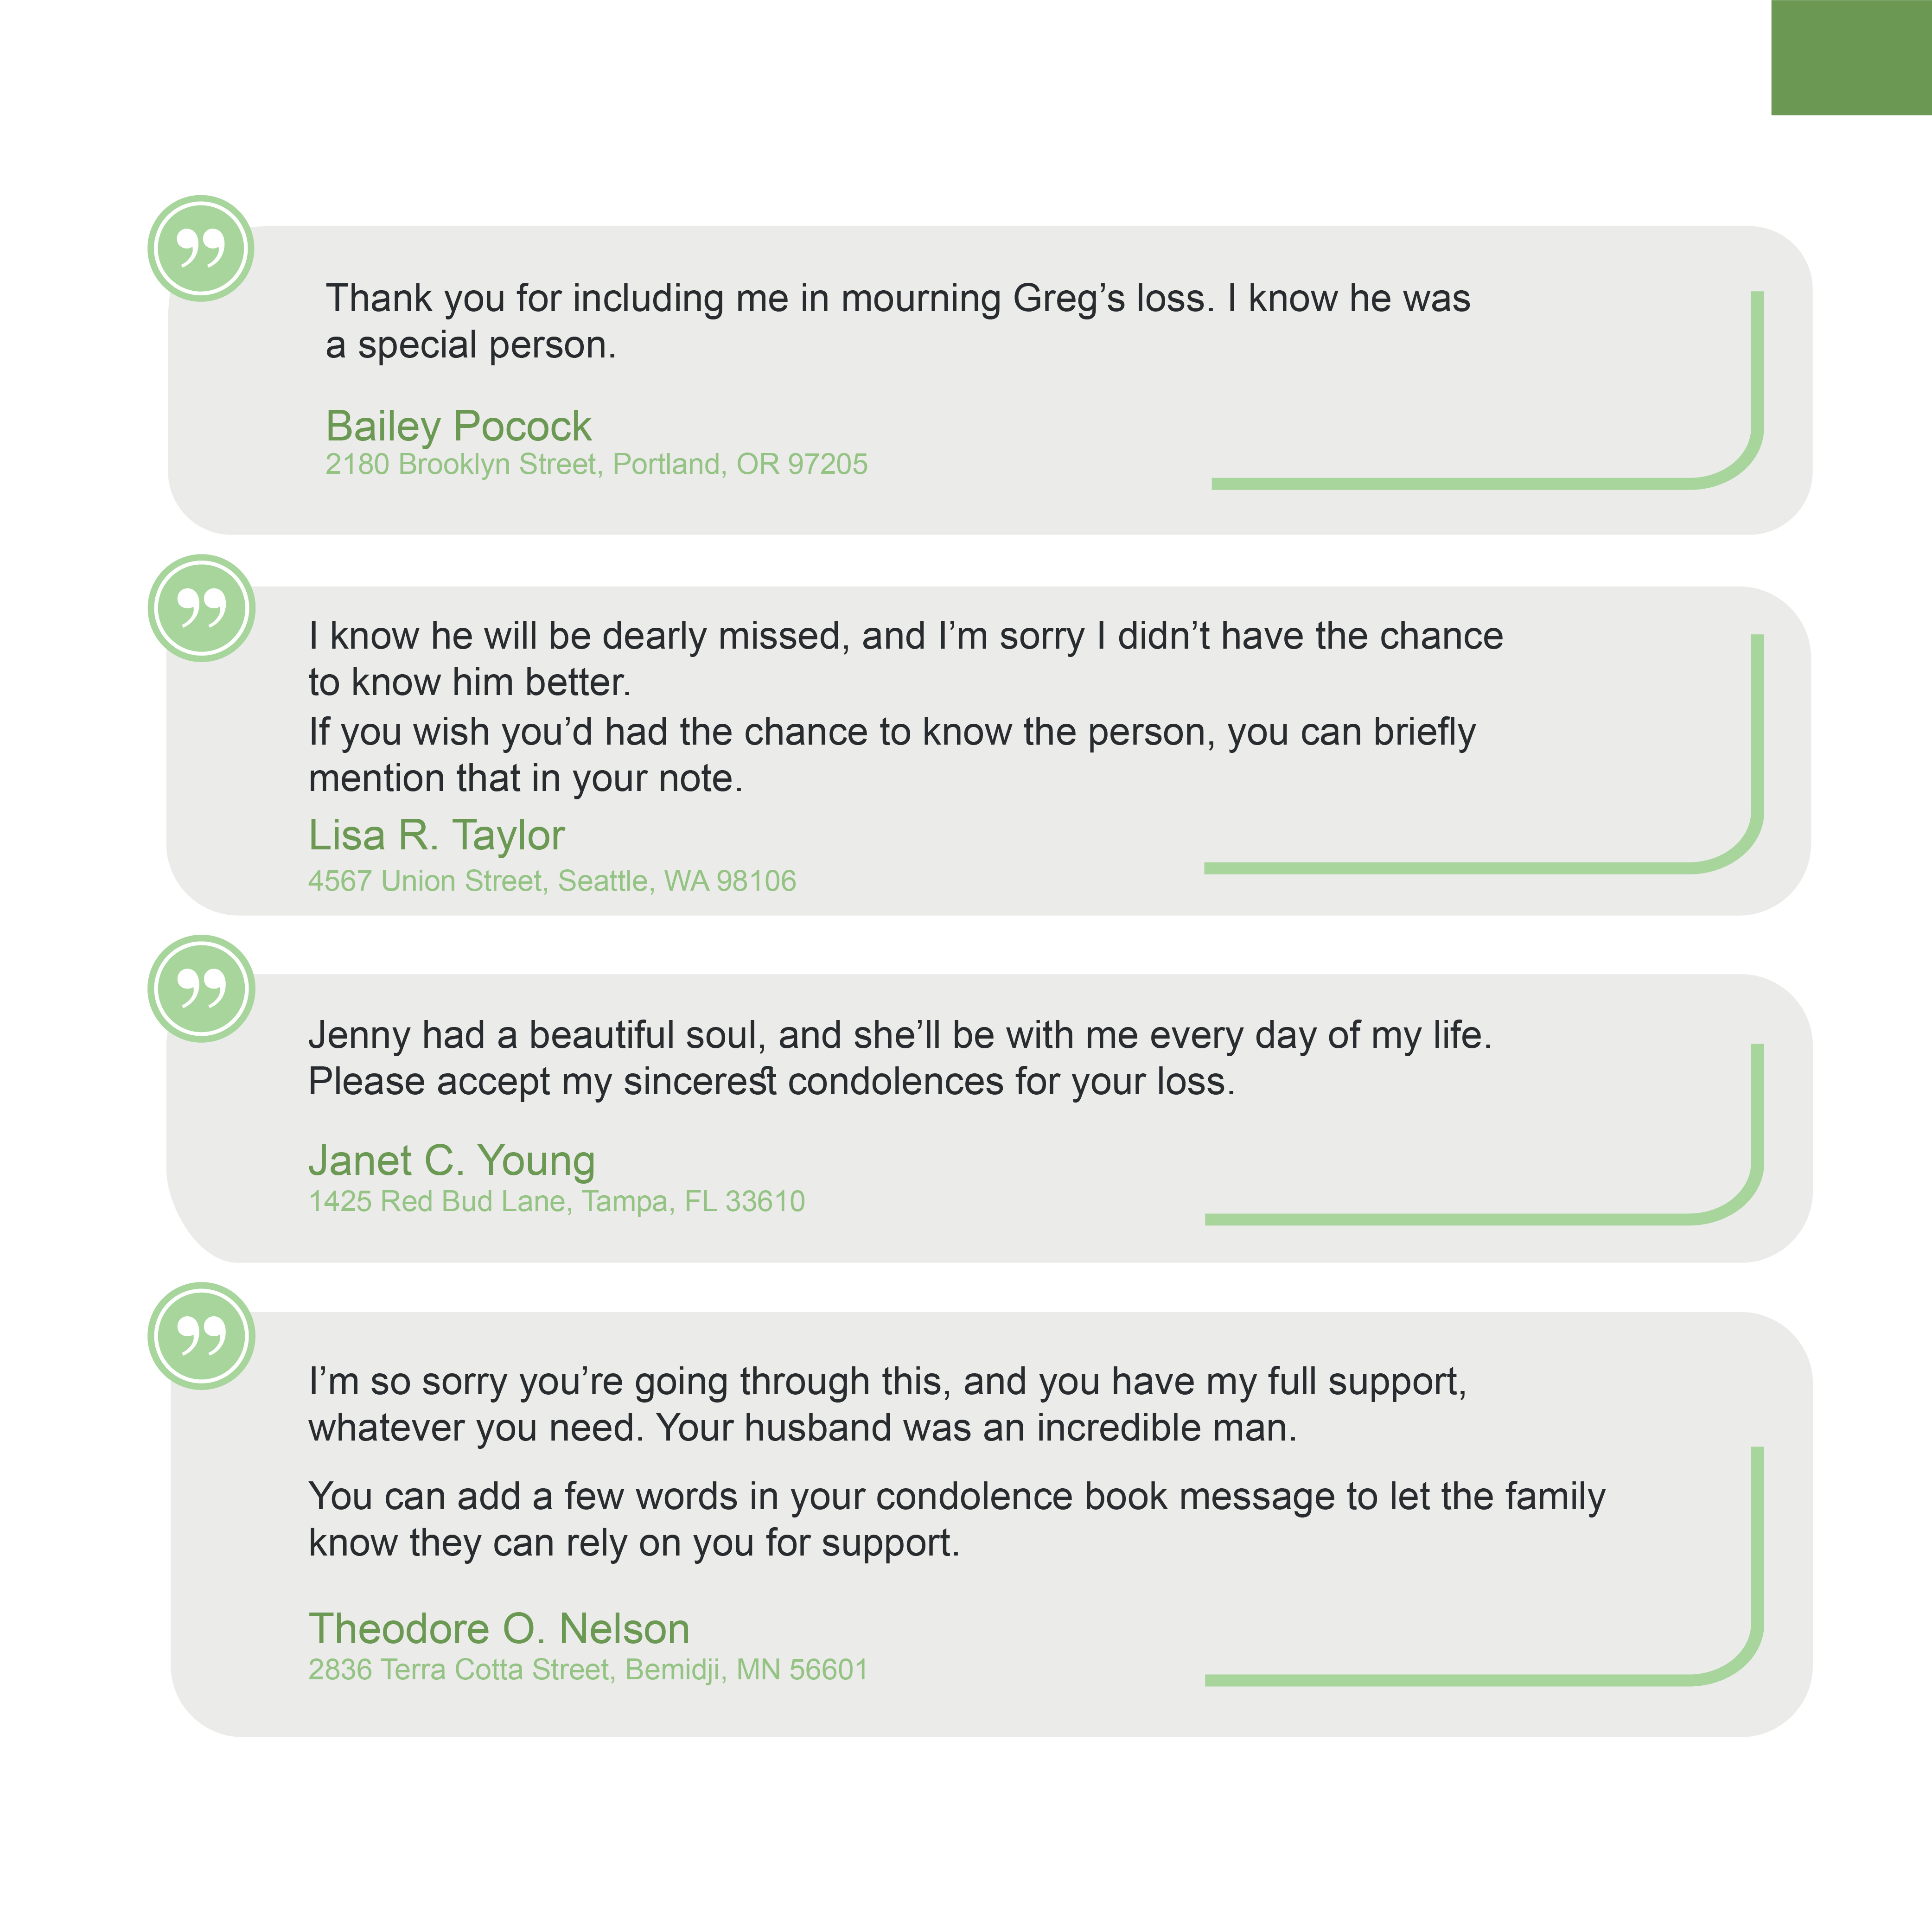 Thank you for including me in mourning Greg’s loss. I know he was
a special person.
Bailey Pocock
2180 Brooklyn Street, Portland, OR 97205
I know he will be dearly missed, and I’m sorry I didn’t have the chance
to know him better.
If you wish you’d had the chance to know the person, you can briefly
mention that in your note.
Lisa R. Taylor
4567 Union Street, Seattle, WA 98106
Jenny had a beautiful soul, and she’ll be with me every day of my life.
Please accept my sincerest condolences for your loss.
Janet C. Young
1425 Red Bud Lane, Tampa, FL 33610
I’m so sorry you’re going through this, and you have my full support,
whatever you need. Your husband was an incredible man.
You can add a few words in your condolence book message to let the family
know they can rely on you for support.
Theodore O. Nelson
2836 Terra Cotta Street, Bemidji, MN 56601